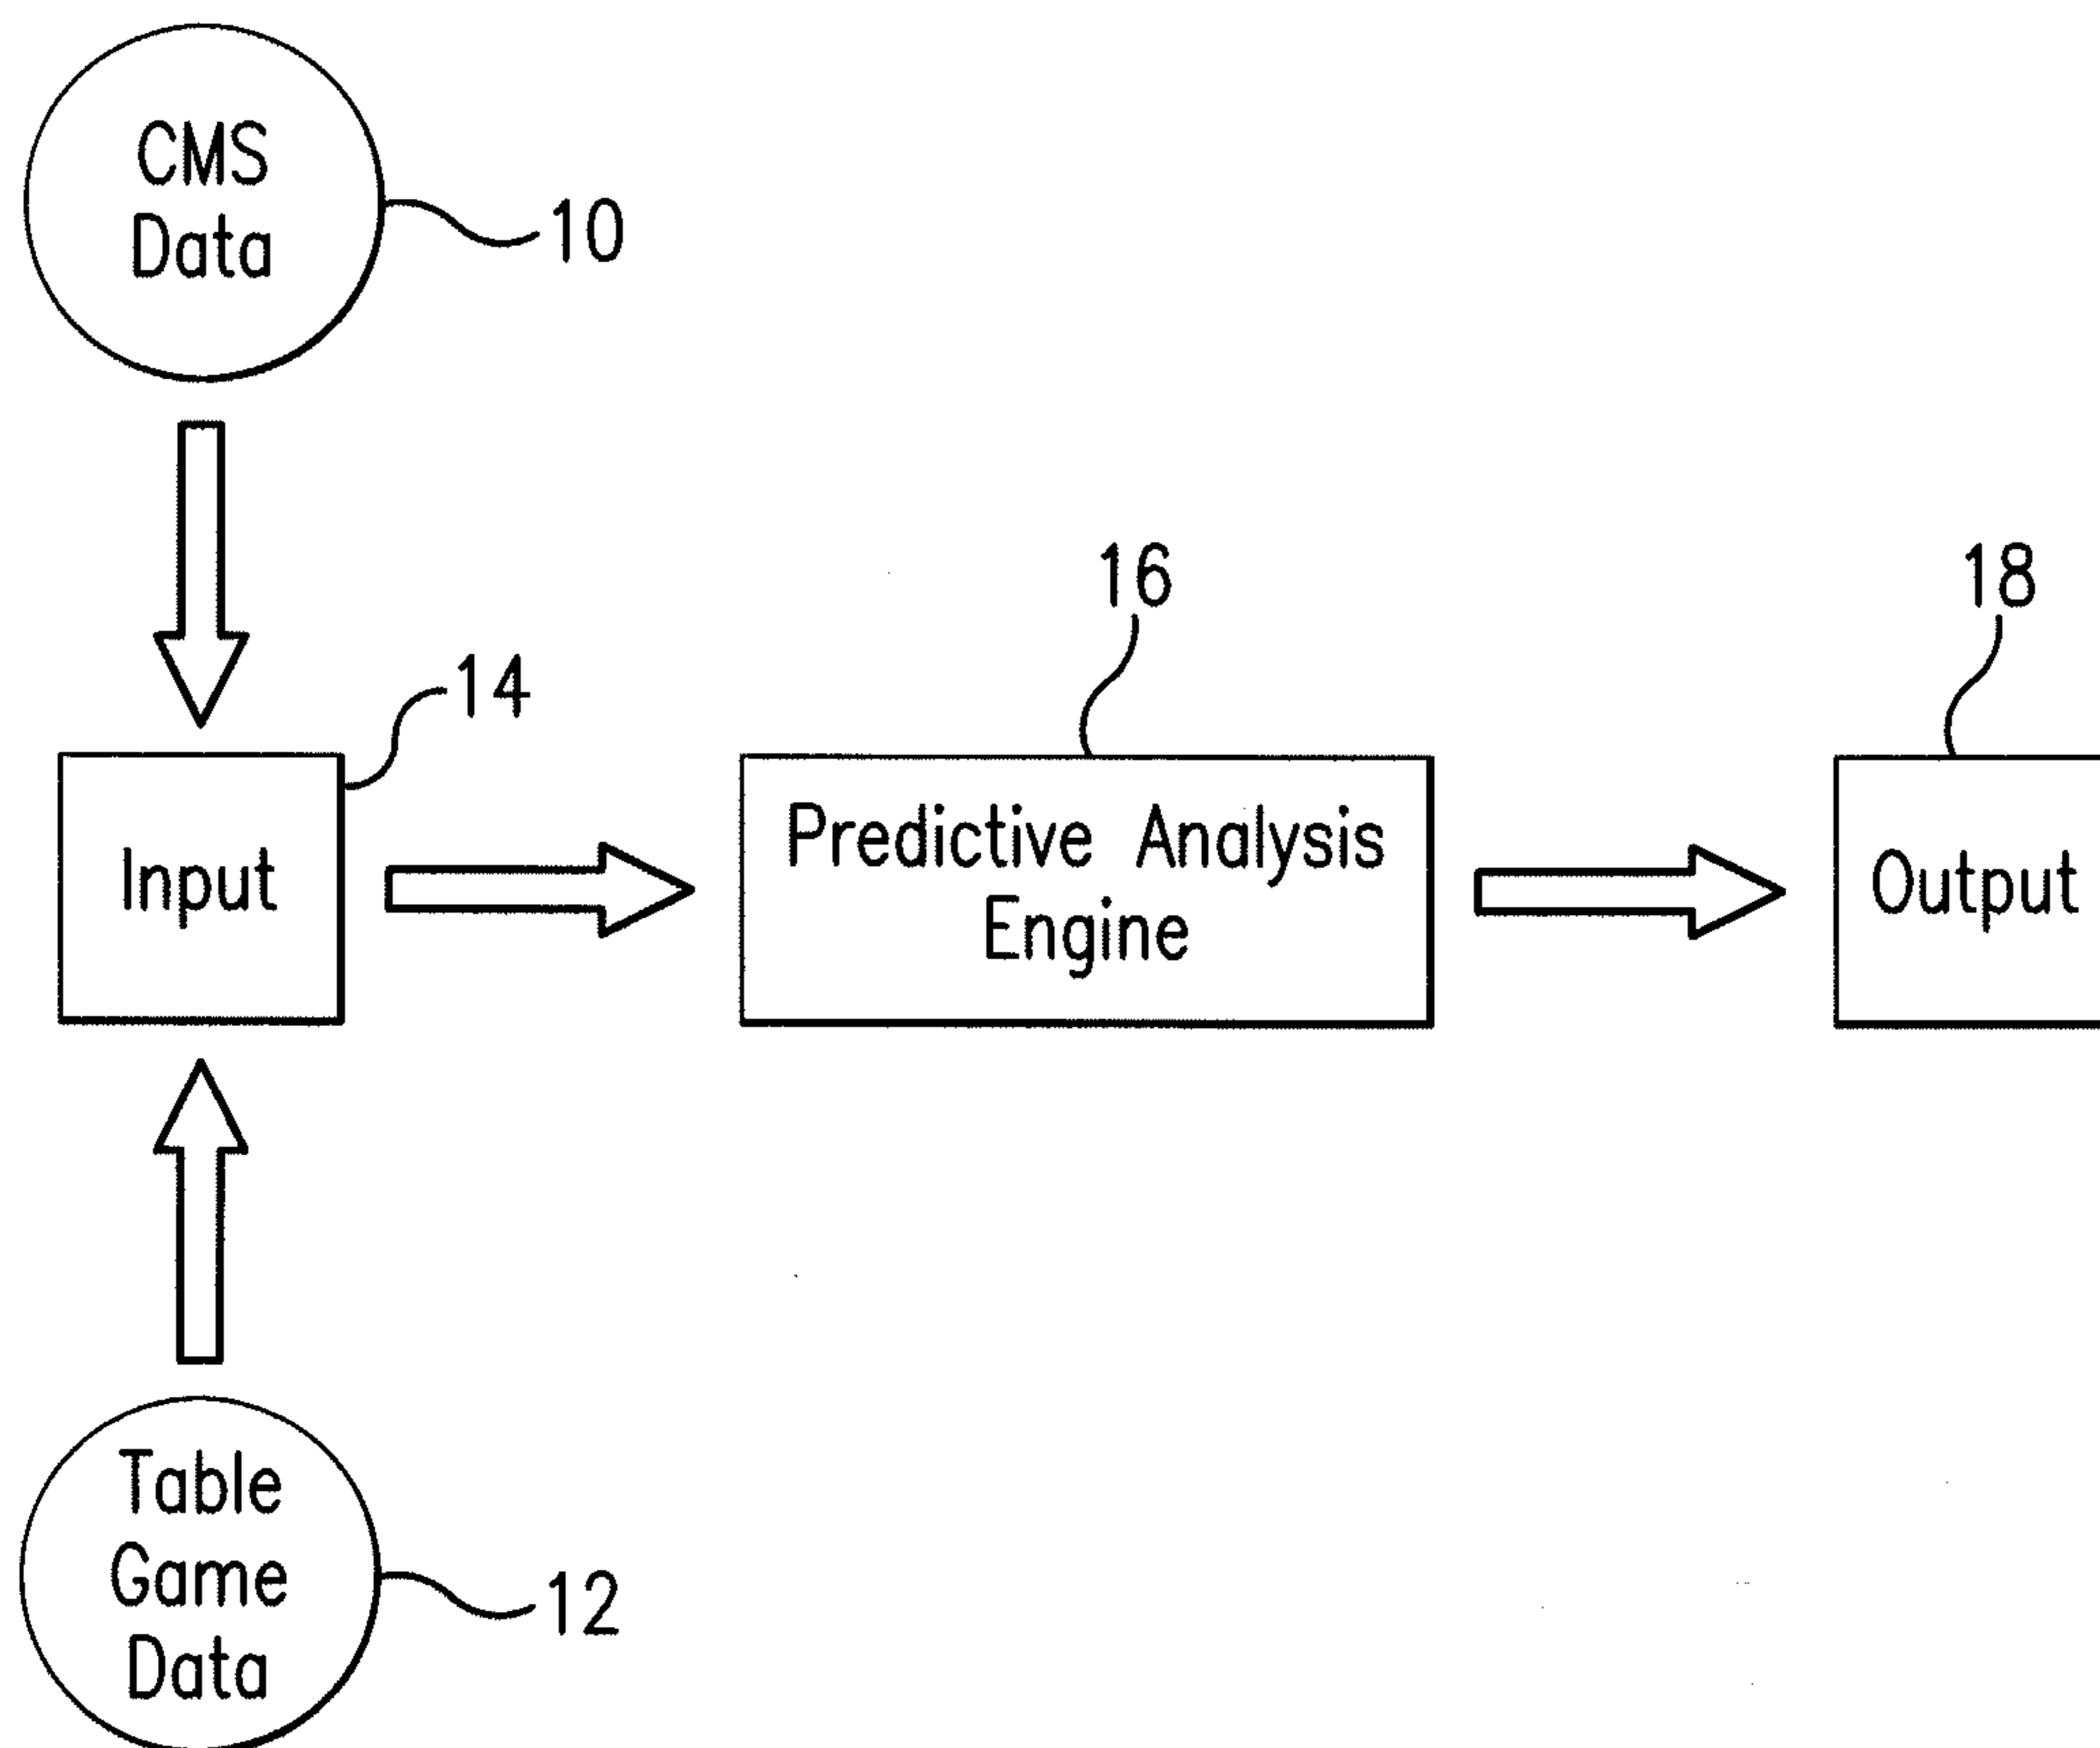 CMS
Data
10
16
18
14
Input
Predictive Analysis
Engine
Output
Table
Game
Data
12